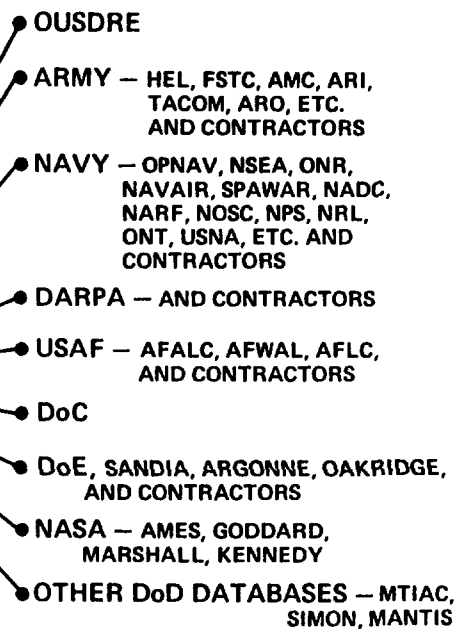 OUSDRE
ARMY — HEL, FSTC, AMC, ARI,
TACOM, ARO, ETC.
AND CONTRACTORS
NAVY — OPNAV, NSEA, ONR,
NAVAIR, SPAWAR, NADC,
NARF, NOSC, NPS, NRL,
ONT, USNA, ETC. AND
CONTRACTORS
DARPA — AND CONTRACTORS
USAF — AFALC, AFWAL, AFLC,
AND CONTRACTORS
DoC
DoE, SANDIA, ARGONNE, OAKRIDGE,
AND CONTRACTORS
NASA — AMES, GODDARD,
MARSHALL, KENNEDY
OTHER DoD DATABASES — MTIAC,
SIMON, MANTIS